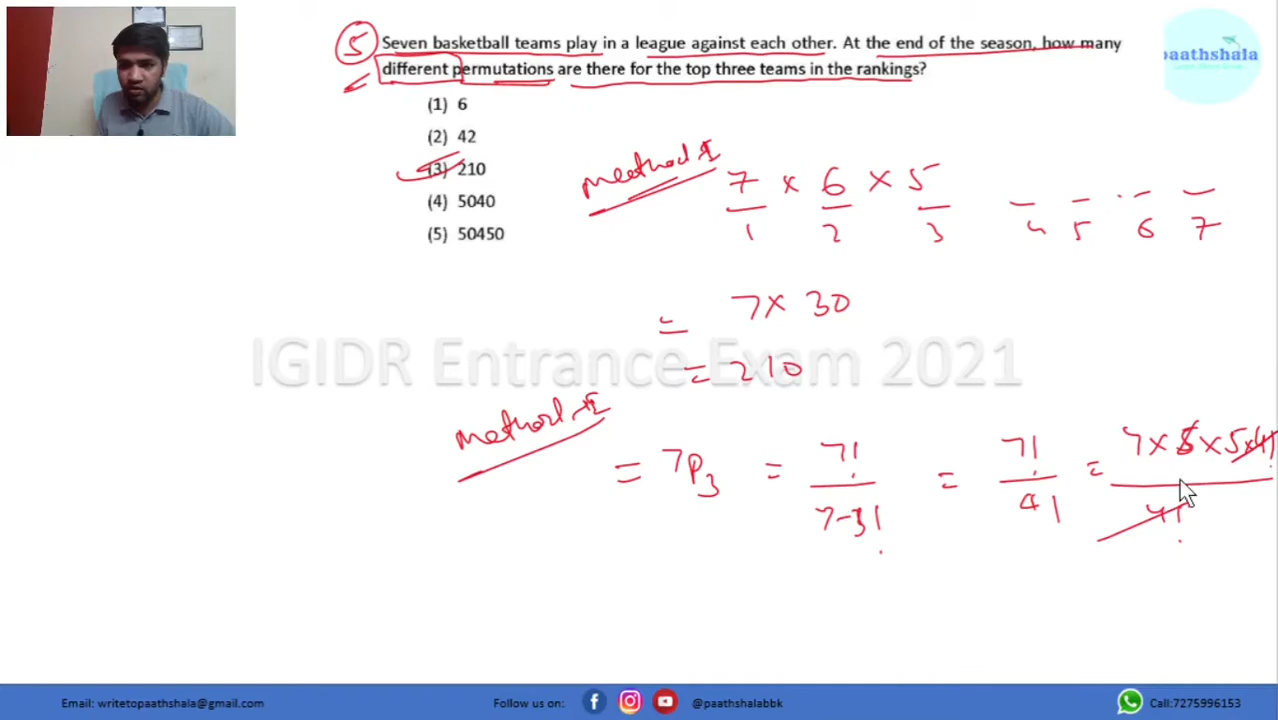 5 Seven basketball teams play in a league against each other. At the end of the season, how many
different permutations are there for the top three teams in the rankings?
paathshala
(1) 6
(2) 42
(3) 210
(4) 5040
(5) 50450
method I
7 × 6 × 5
1 2 3 4 5 6 7
= 7 × 30
= 210
IGIDR Entrance Exam 2021
method II
= 7P3 = 7! / 7-3! = 7! / 4! = 7 × 6 × 5 × 4! / 4!
Email: writetopaathshala@gmail.com Follow us on: @paathshalabbk Call:7275996153